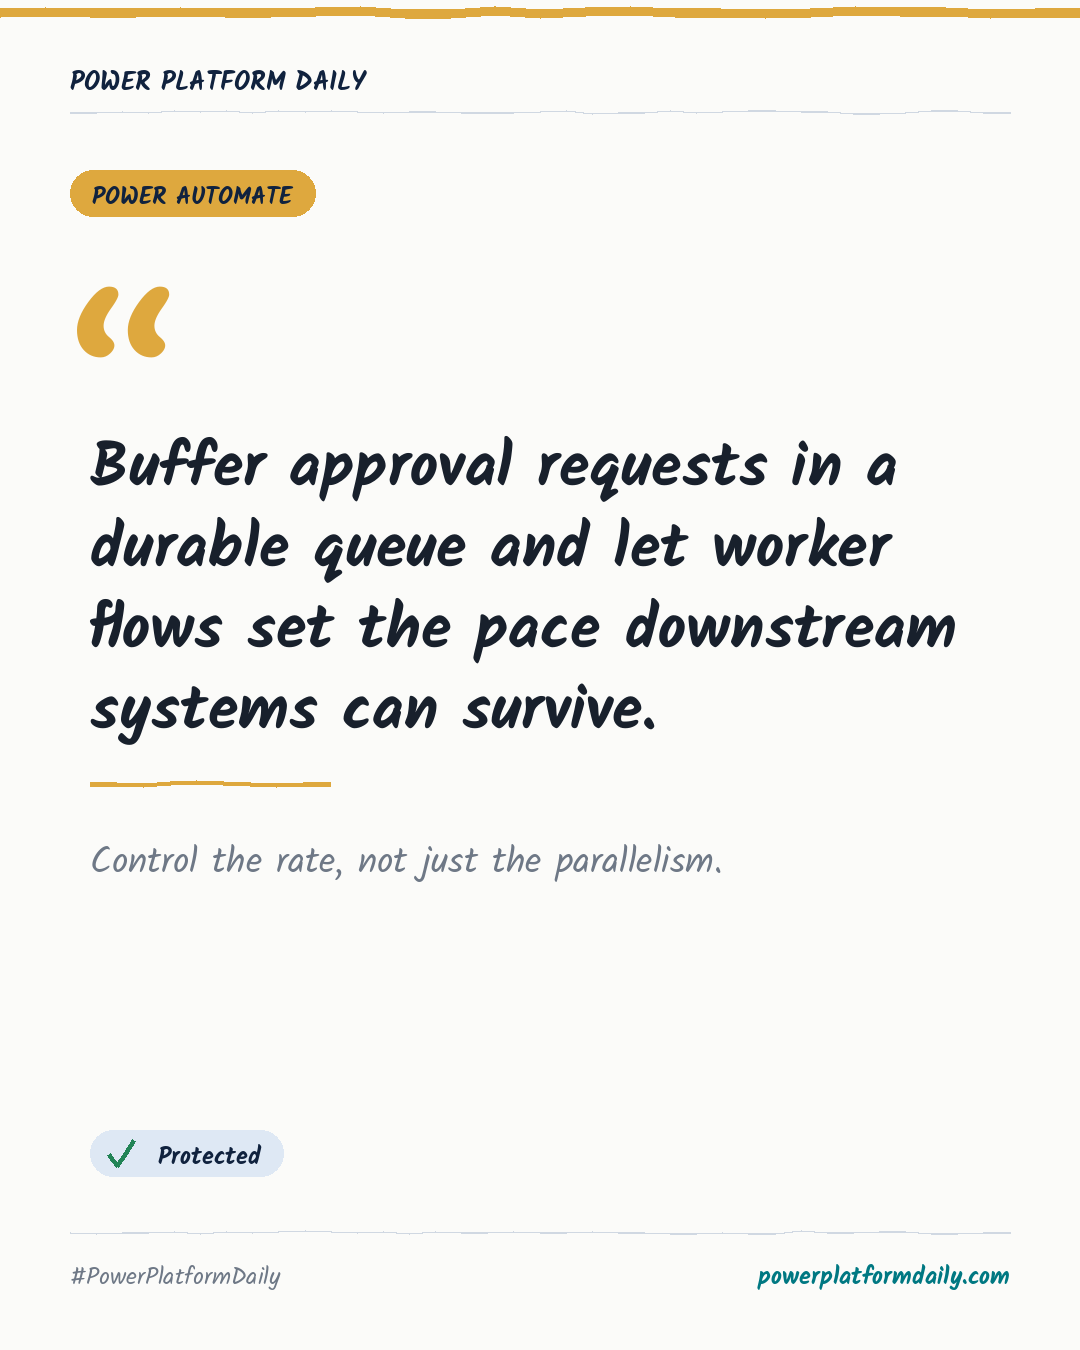 POWER PLATFORM DAILY
POWER AUTOMATE
“
Buffer approval requests in a
durable queue and let worker
flows set the pace downstream
systems can survive.
Control the rate, not just the parallelism.
✓ Protected
#PowerPlatformDaily
powerplatformdaily.com